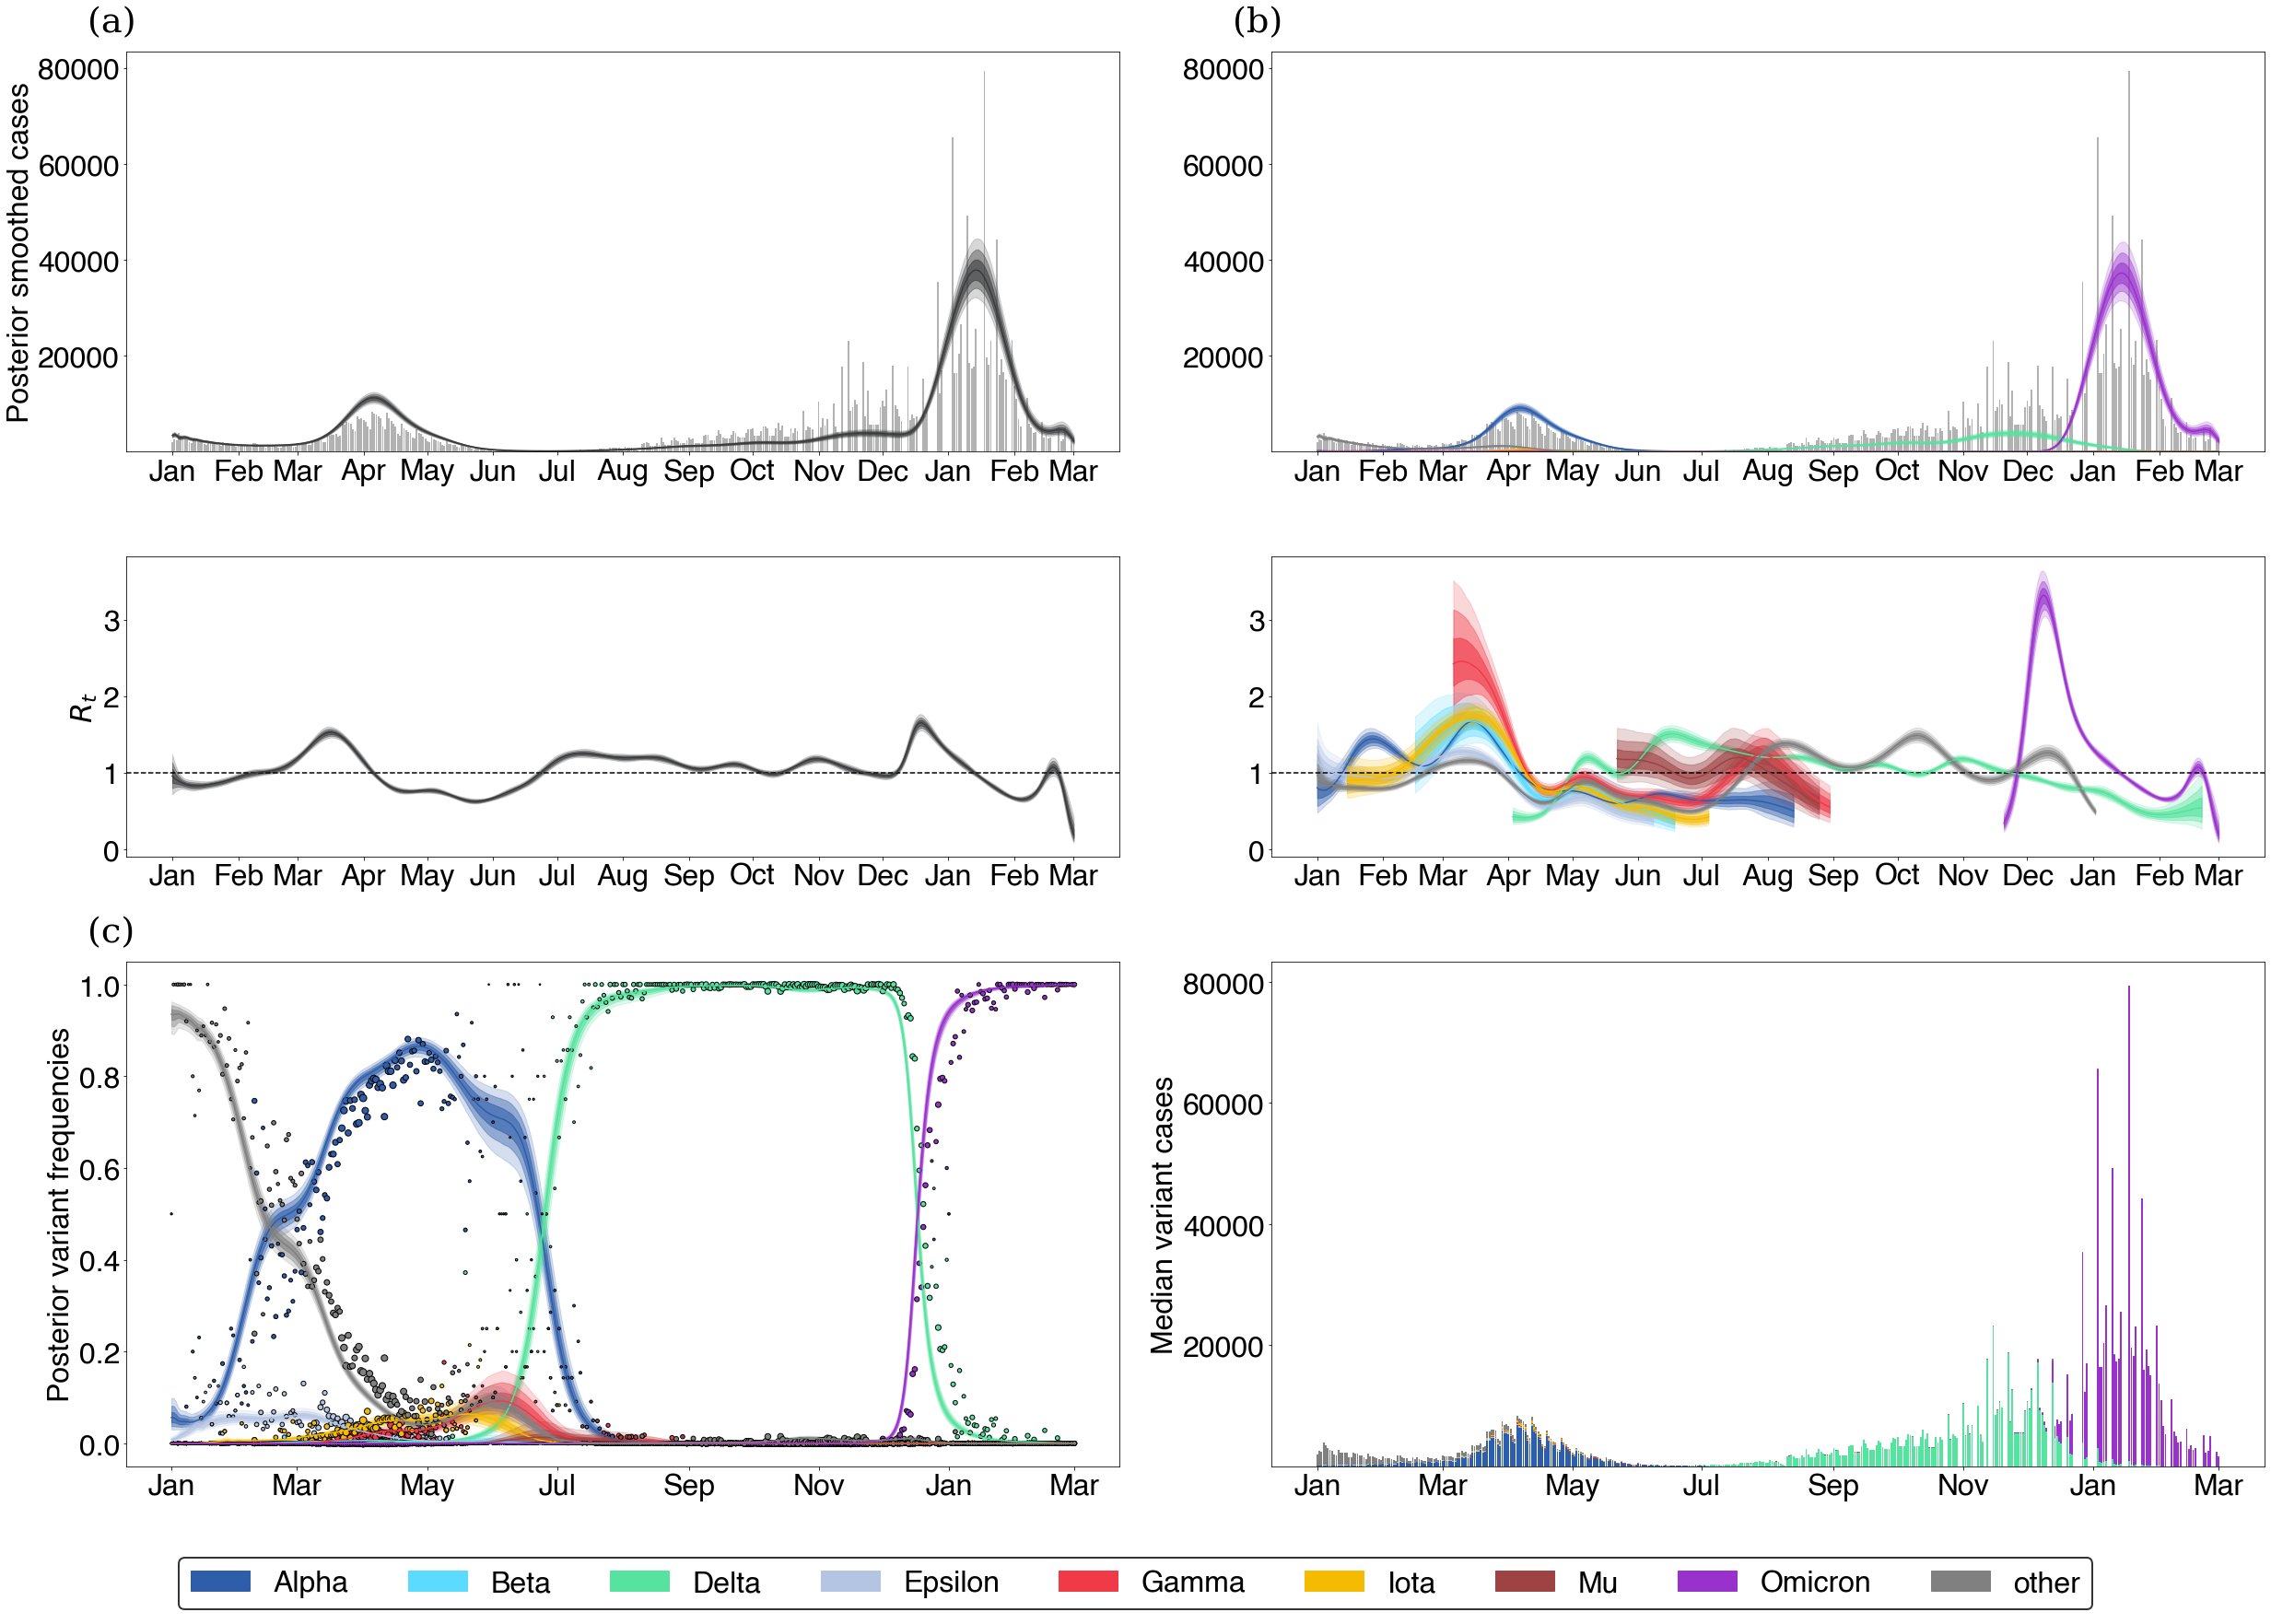 (a)
(b)
Posterior smoothed cases
80000
60000
40000
20000
Jan Feb Mar Apr May Jun Jul Aug Sep Oct Nov Dec Jan Feb Mar
80000
60000
40000
20000
Jan Feb Mar Apr May Jun Jul Aug Sep Oct Nov Dec Jan Feb Mar
R_t
3
2
1
0
Jan Feb Mar Apr May Jun Jul Aug Sep Oct Nov Dec Jan Feb Mar
3
2
1
0
Jan Feb Mar Apr May Jun Jul Aug Sep Oct Nov Dec Jan Feb Mar
(c)
Posterior variant frequencies
1.0
0.8
0.6
0.4
0.2
0.0
Jan Mar May Jul Sep Nov Jan Mar
Median variant cases
80000
60000
40000
20000
Jan Mar May Jul Sep Nov Jan Mar
Alpha Beta Delta Epsilon Gamma Iota Mu Omicron other